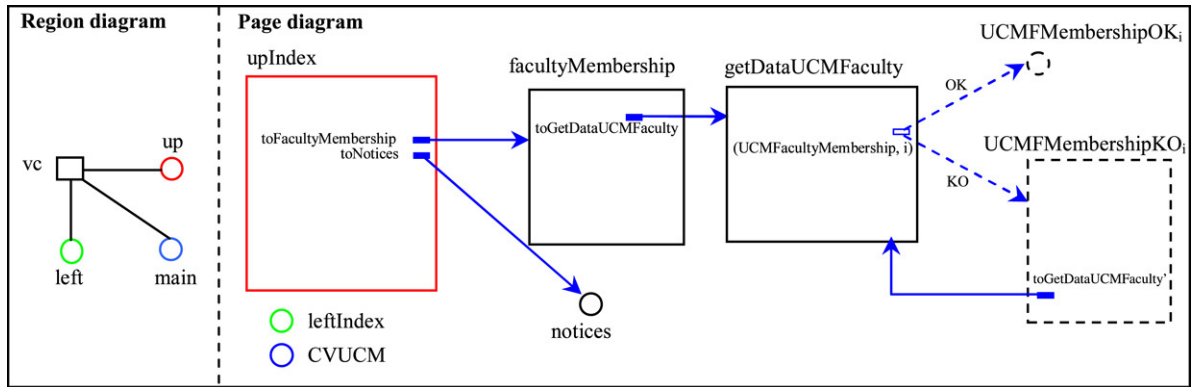 Region diagram
vc
up
left
main
Page diagram
upIndex
toFacultyMembership
toNotices
leftIndex
CVUCM
facultyMembership
toGetDataUCMFaculty
notices
getDataUCMFaculty
(UCMFacultyMembership, i)
OK
KO
UCMFMembershipOKi
UCMFMembershipKOi
toGetDataUCMFaculty'